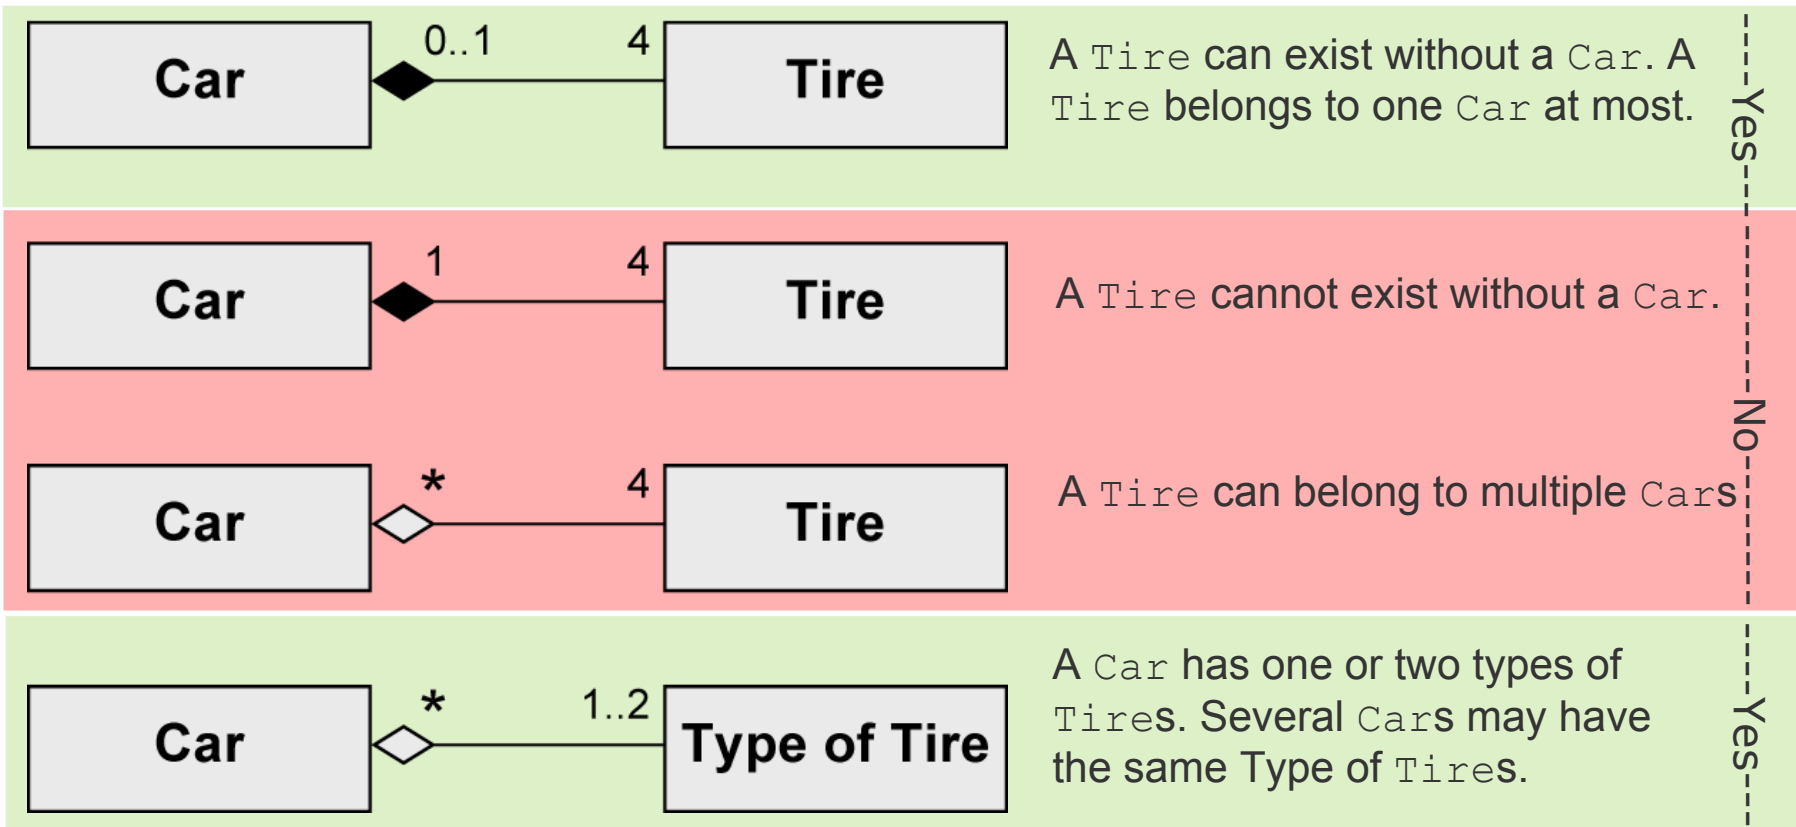 Car 0..1 4 Tire
A Tire can exist without a Car. A
Tire belongs to one Car at most.
Yes
Car 1 4 Tire
A Tire cannot exist without a Car.
No
Car * 4 Tire
A Tire can belong to multiple Cars
Car * 1..2 Type of Tire
A Car has one or two types of
Tires. Several Cars may have
the same Type of Tires.
Yes